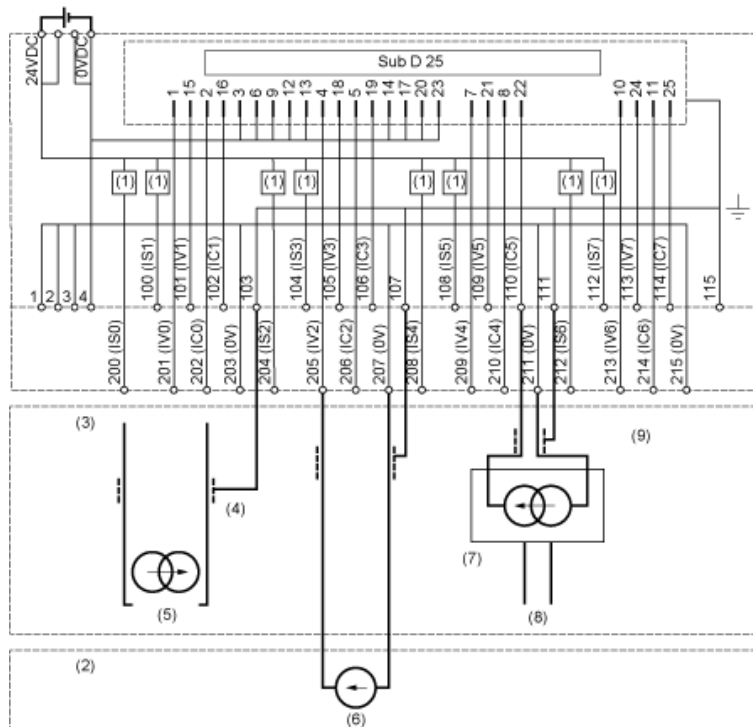 24VDC
0VDC
Sub D 25
1
15
2
16
3
6
9
12
13
4
18
5
19
14
17
20
23
7
21
8
22
10
24
11
25
(1)
(1)
(1)
(1)
(1)
(1)
(1)
(1)
1
2
3
4
100 (IS1)
101 (IV1)
102 (IC1)
103
104 (IS3)
105 (IV3)
106 (IC3)
107
108 (IS5)
109 (IV5)
110 (IC5)
111
112 (IS7)
113 (IV7)
114 (IC7)
115
200 (IS0)
201 (IV0)
202 (IC0)
203 (0V)
204 (IS2)
205 (IV2)
206 (IC2)
207 (0V)
208 (IS4)
209 (IV4)
210 (IC4)
211 (0V)
212 (IS6)
213 (IV6)
214 (IC6)
215 (0V)
(3)
(9)
(4)
(7)
(5)
(8)
(2)
(6)